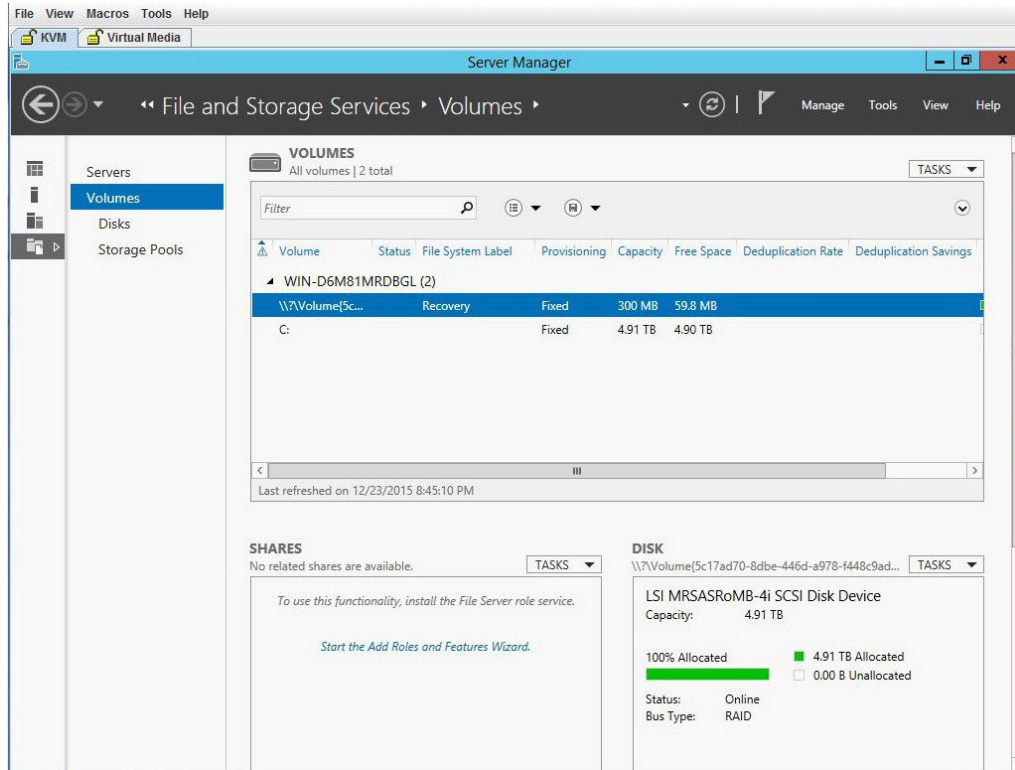 File View Macros Tools Help
KVM Virtual Media
Server Manager
File and Storage Services Volumes
Manage Tools View Help
Servers
Volumes
Disks
Storage Pools
VOLUMES
All volumes | 2 total
TASKS
Filter
Volume Status File System Label Provisioning Capacity Free Space Deduplication Rate Deduplication Savings
WIN-D6M81MRDBGL (2)
\\?\Volume{5c... Recovery Fixed 300 MB 59.8 MB
C: Fixed 4.91 TB 4.90 TB
Last refreshed on 12/23/2015 8:45:10 PM
SHARES
No related shares are available.
TASKS
To use this functionality, install the File Server role service.
Start the Add Roles and Features Wizard.
DISK
\\?\Volume{5c17ad70-8dbe-446d-a978-f448c9ad...
TASKS
LSI MRSASRoMB-4i SCSI Disk Device
Capacity: 4.91 TB
100% Allocated
4.91 TB Allocated
0.00 B Unallocated
Status: Online
Bus Type: RAID